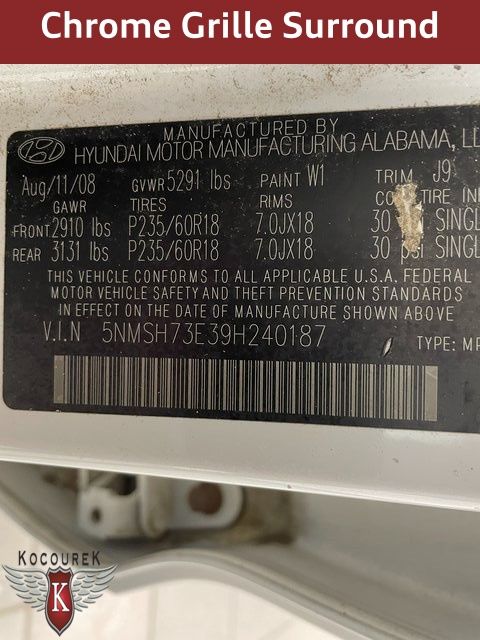 Chrome Grille Surround
MANUFACTURED BY
HYUNDAI MOTOR MANUFACTURING ALABAMA,
Aug/11/08 GVWR 5291 lbs PAINT W1 TRIM J9
GAWR TIRES RIMS TIRE
FRONT 2910 lbs P235/60R18 7.0JX18 30
REAR 3131 lbs P235/60R18 7.0JX18 30 psi
THIS VEHICLE CONFORMS TO ALL APPLICABLE U.S.A. FEDERAL
MOTOR VEHICLE SAFETY AND THEFT PREVENTION STANDARDS
IN EFFECT ON THE DATE OF MANUFACTURE SHOWN ABOVE
V.I.N 5NMSH73E39H240187
TYPE:
KOCOUREK
K